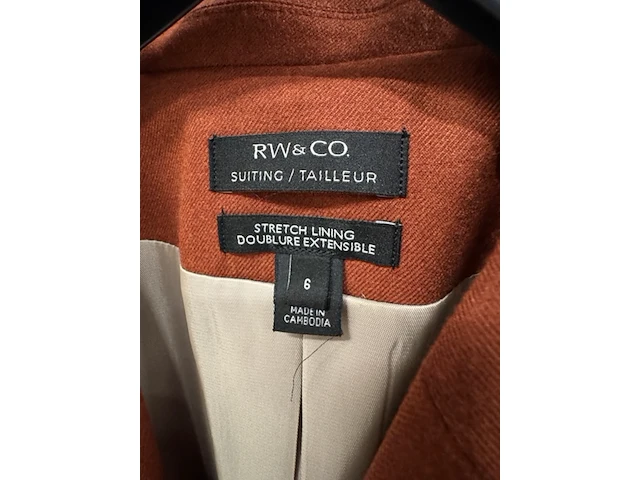 RW&CO.
SUITING / TAILLEUR
STRETCH LINING
DOUBLURE EXTENSIBLE
6
MADE IN
CAMBODIA